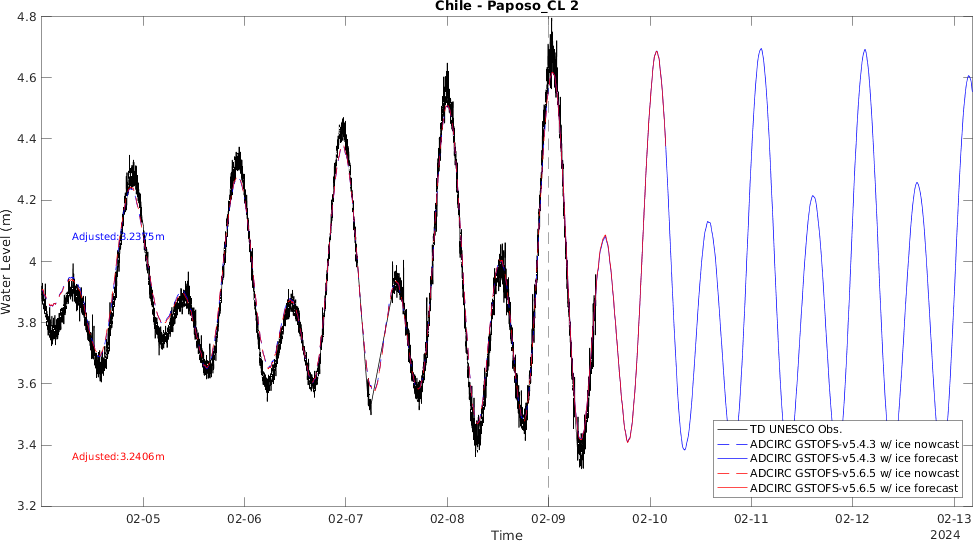 Chile - Paposo_CL 2
4.8
4.6
4.4
4.2
4
3.8
3.6
3.4
3.2
Water Level (m)
Adjusted:3.2375m
Adjusted:3.2406m
TD UNESCO Obs.
ADCIRC GSTOFS-v5.4.3 w/ ice nowcast
ADCIRC GSTOFS-v5.4.3 w/ ice forecast
ADCIRC GSTOFS-v5.6.5 w/ ice nowcast
ADCIRC GSTOFS-v5.6.5 w/ ice forecast
02-05 02-06 02-07 02-08 02-09 02-10 02-11 02-12 02-13
Time
2024